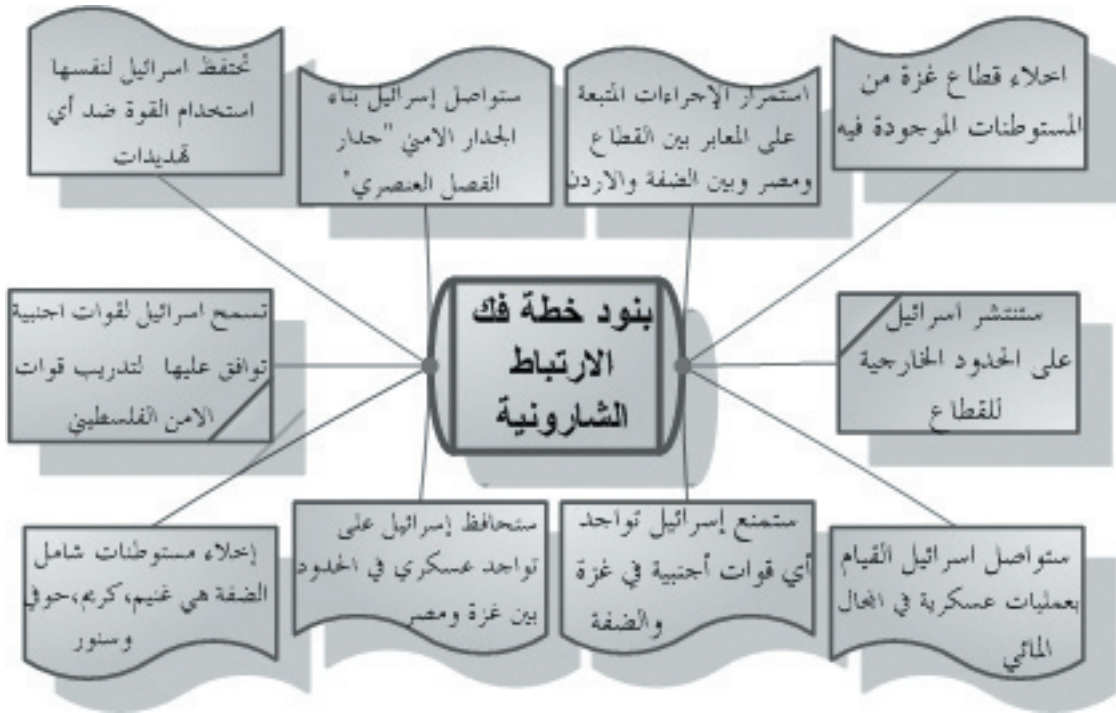 احلاء قطاع غزة من
المستوطنات الموجودة فيه
استمرار الإجراءات المتبعة
على المعابر بين القطاع
ومصر وبين الضفة والاردن
ستواصل إسرائيل بناء
الجدار الامني "جدار
الفصل العنصري"
تحتفظ اسرائيل لنفسها
استخدام القوة ضد أي
تهديدات
بنود خطة فك
الارتباط
الشارونية
ستنتشر اسرائيل
على الحدود الخارجية
للقطاع
تسمح اسرائيل لقوات اجنبية
توافق عليها لتدريب قوات
الامن الفلسطيني
ستواصل اسرائيل القيام
بعمليات عسكرية في المجال
المائي
ستمنع إسرائيل تواجد
أي قوات أجنبية في غزة
والضفة
ستحافظ إسرائيل على
تواجد عسكري في الحدود
بين غزة ومصر
إخلاء مستوطنات شامل
الضفة هي غنيم،كريم،حوفي
وسنور